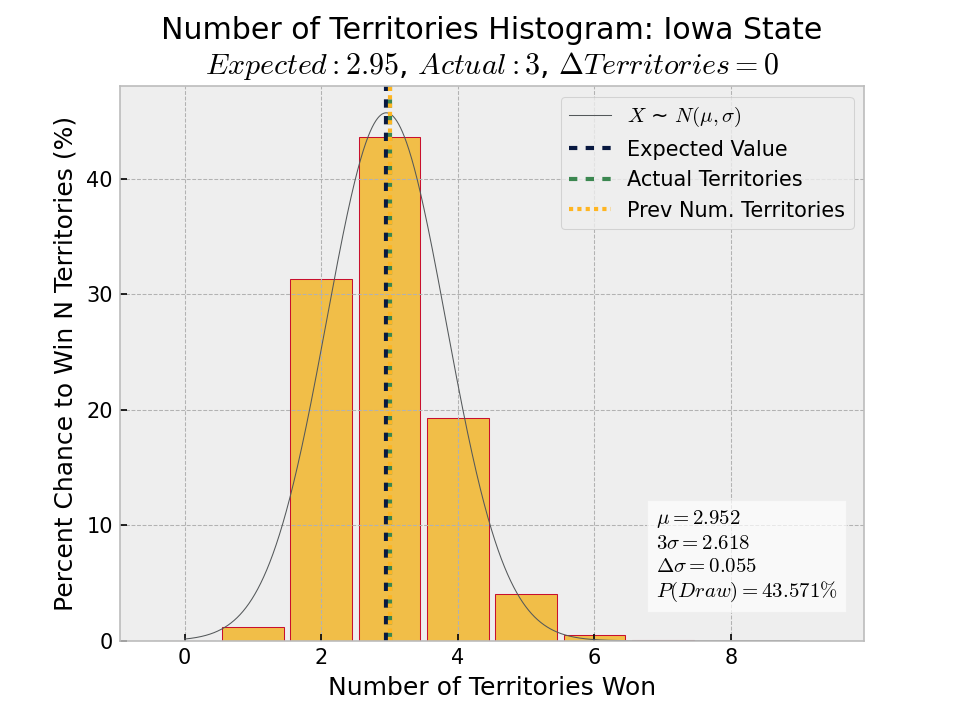 Number of Territories Histogram: Iowa State
Expected: 2.95, Actual: 3, ΔTerritories = 0
Percent Chance to Win N Territories (%)
40
30
20
10
0
X ~ N(μ, σ)
Expected Value
Actual Territories
Prev Num. Territories
μ = 2.952
3σ = 2.618
Δσ = 0.055
P(Draw) = 43.571%
0 2 4 6 8
Number of Territories Won